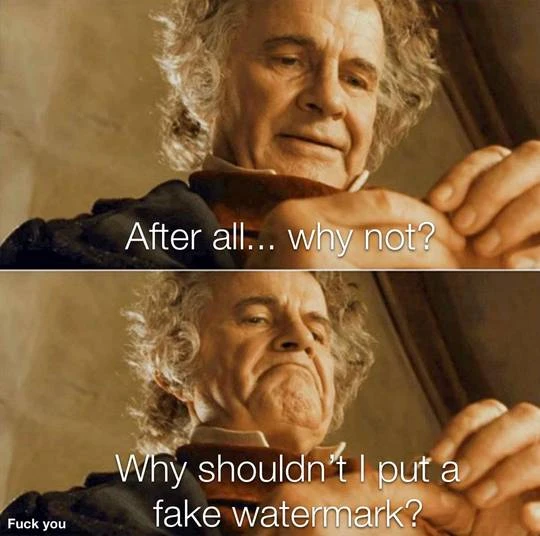 After all... why not?
Why shouldn't I put a
fake watermark?
Fuck you